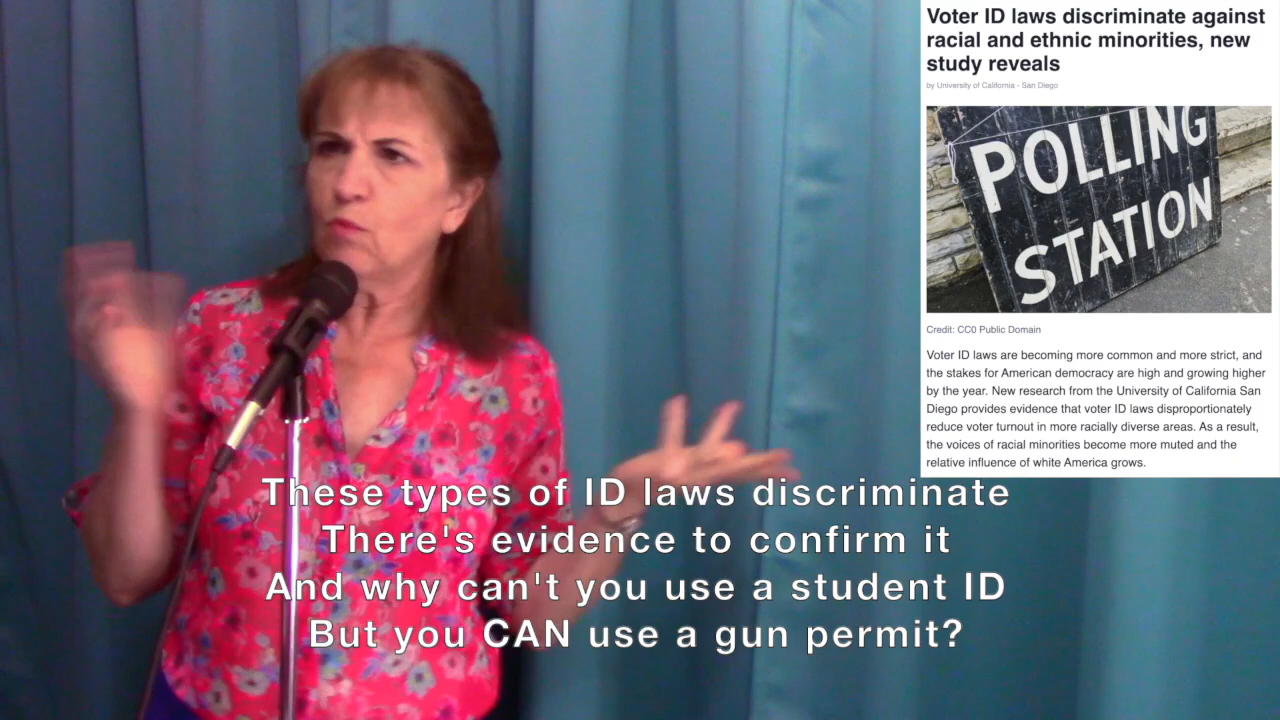 Voter ID laws discriminate against
racial and ethnic minorities, new
study reveals
by University of California - San Diego
POLLING
STATION
Credit: CC0 Public Domain
Voter ID laws are becoming more common and more strict, and
the stakes for American democracy are high and growing higher
by the year. New research from the University of California San
Diego provides evidence that voter ID laws disproportionately
reduce voter turnout in more racially diverse areas. As a result,
the voices of racial minorities become more muted and the
relative influence of white America grows.
These types of ID laws discriminate
There's evidence to confirm it
And why can't you use a student ID
But you CAN use a gun permit?